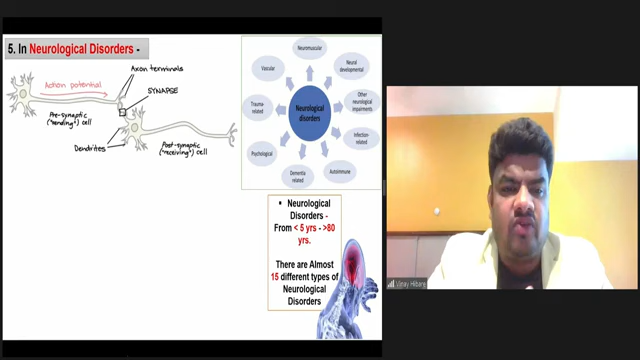 5. In Neurological Disorders -
Axon terminals
Action potential
SYNAPSE
Pre-synaptic
("sending") cell
Dendrites
Post-synaptic
("receiving") cell
Neuromuscular
Vascular
Neural
developmental
Trauma-
related
Neurological
disorders
Other
neurological
impairments
Psychological
Infection-
related
Dementia
related
Autoimmune
▪ Neurological
Disorders -
From < 5 yrs - >80
yrs.
There are Almost
15 different types of
Neurological
Disorders
Vinay Hibare